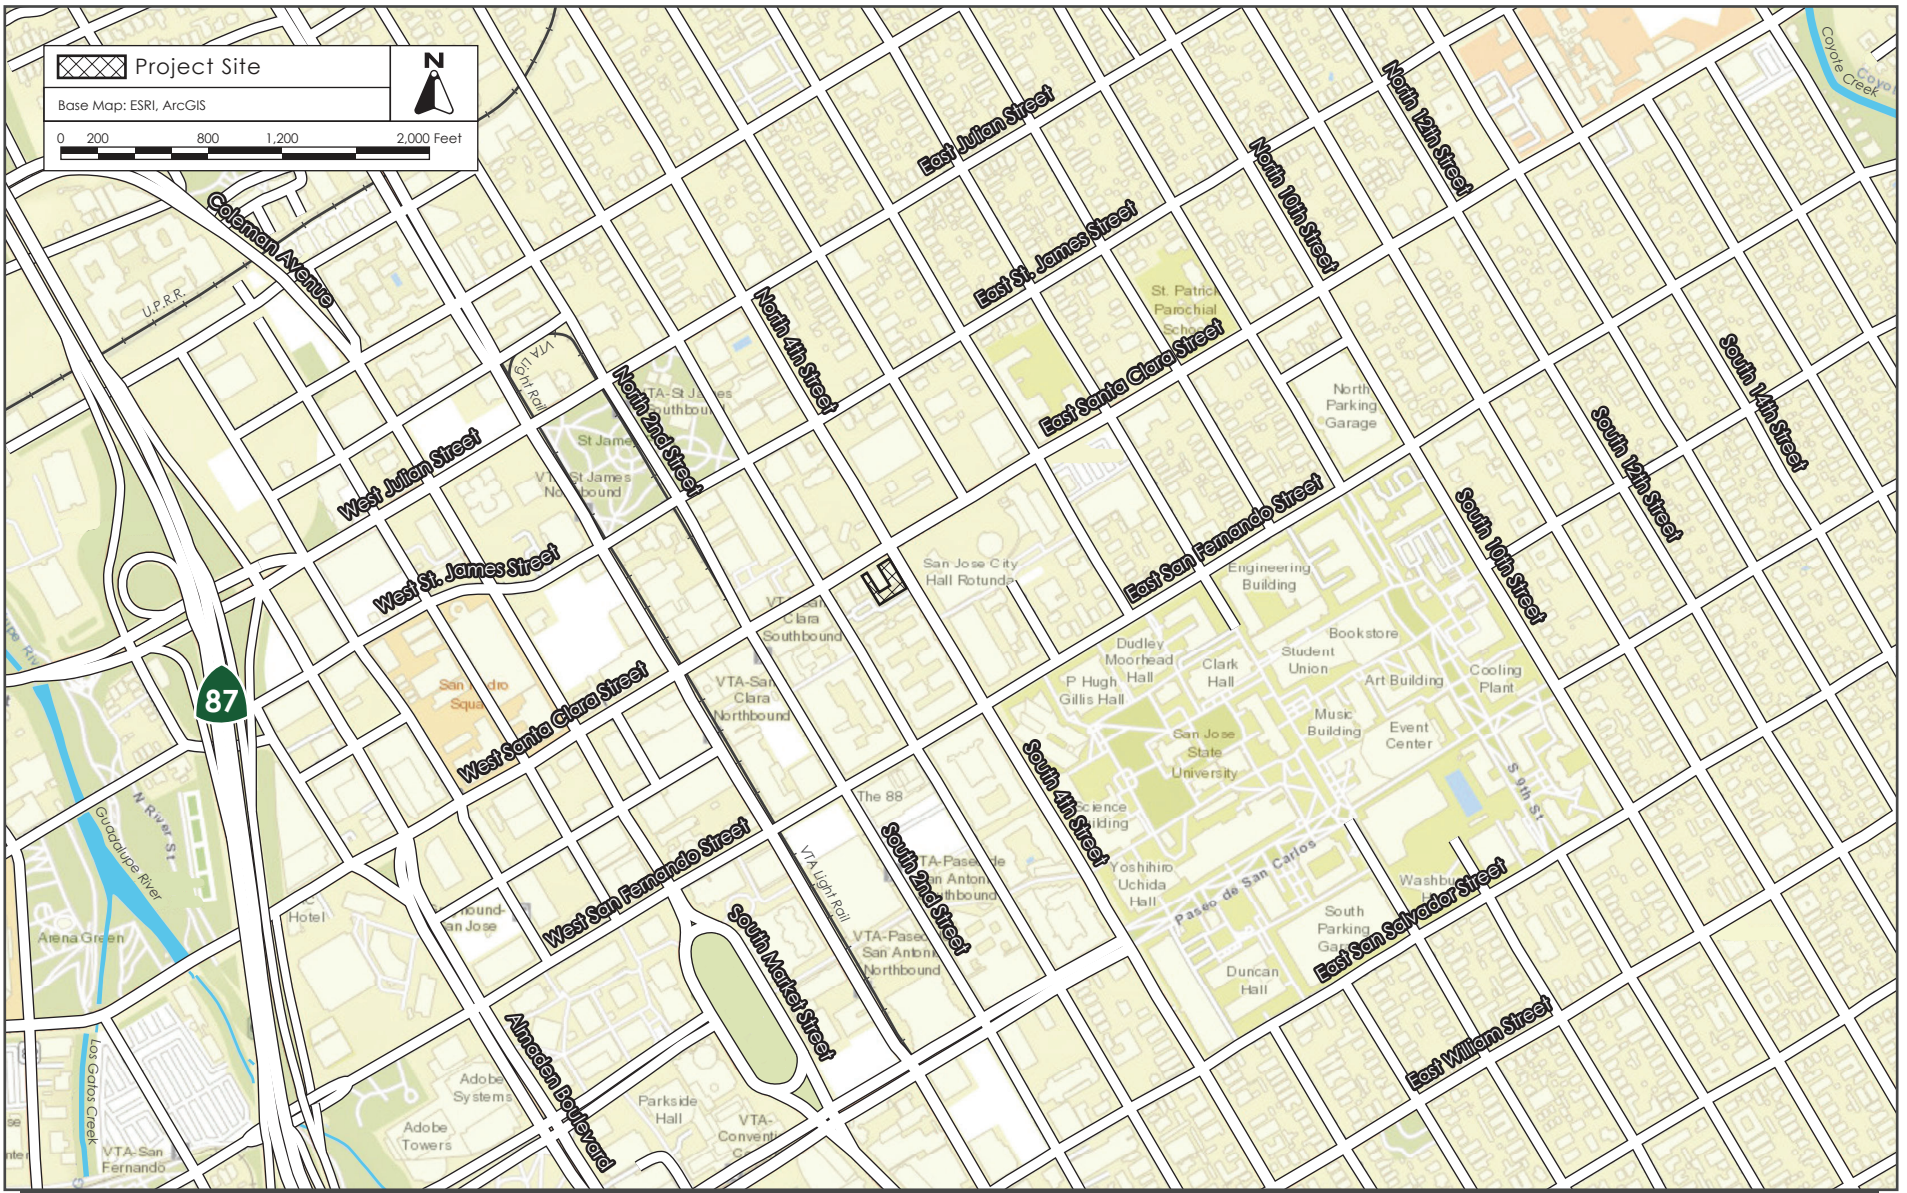 Project Site
N
Base Map: ESRI, ArcGIS
0 200 800 1,200 2,000 Feet
Coyote Creek
North 12th Street
East Julian Street
North 10th Street
Coleman Avenue
East St. James Street
U.P.R.R.
St. Patrick
Parochial
North 4th Street
East Santa Clara Street
VTA Light Rail
South 14th Street
North 2nd Street
North
Parking
Garage
South 12th Street
West Julian Street
St James
East San Fernando Street
South 10th Street
West St. James Street
San Jose City
Hall Rotunda
Engineering
Building
Southbound
Dudley
Moorhead
Hall
Bookstore
Student
Union
Clark
Hall
Cooling
Plant
P Hugh
Gillis Hall
Art Building
87
West Santa Clara Street
VTA-San
Clara
Northbound
Music
Building
Event
Center
San Jose
State
University
South 4th Street
S 9th St
N River St
Guadalupe River
The 88
West San Fernando Street
VTA Light Rail
South 2nd Street
Yoshihiro
Uchida
Hall
Paseo de San Carlos
East San Salvador Street
Hotel
South Market Street
South
Parking
Arena Green
San Antonio
Northbound
Duncan
Hall
East William Street
Almaden Boulevard
Los Gatos Creek
Adobe
Systems
Parkside
Hall
Adobe
Towers
VTA-
VTA-San
Fernando